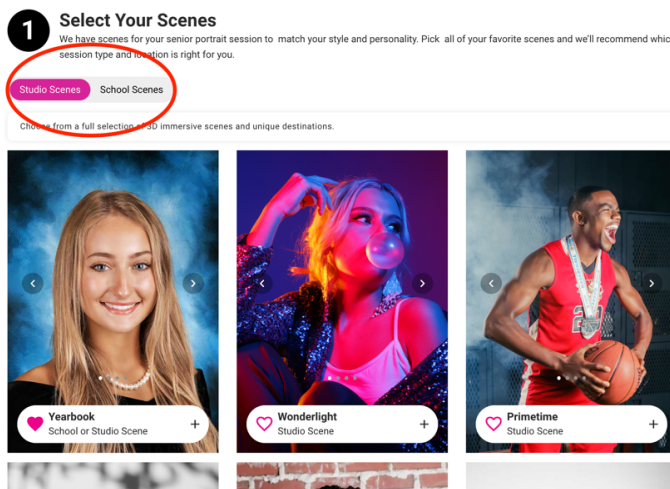 1
Select Your Scenes
We have scenes for your senior portrait session to match your style and personality. Pick all of your favorite scenes and we'll recommend whic
session type and location is right for you.
Studio Scenes School Scenes
Choose from a full selection of 3D immersive scenes and unique destinations.
Yearbook
School or Studio Scene
Wonderlight
Studio Scene
Primetime
Studio Scene